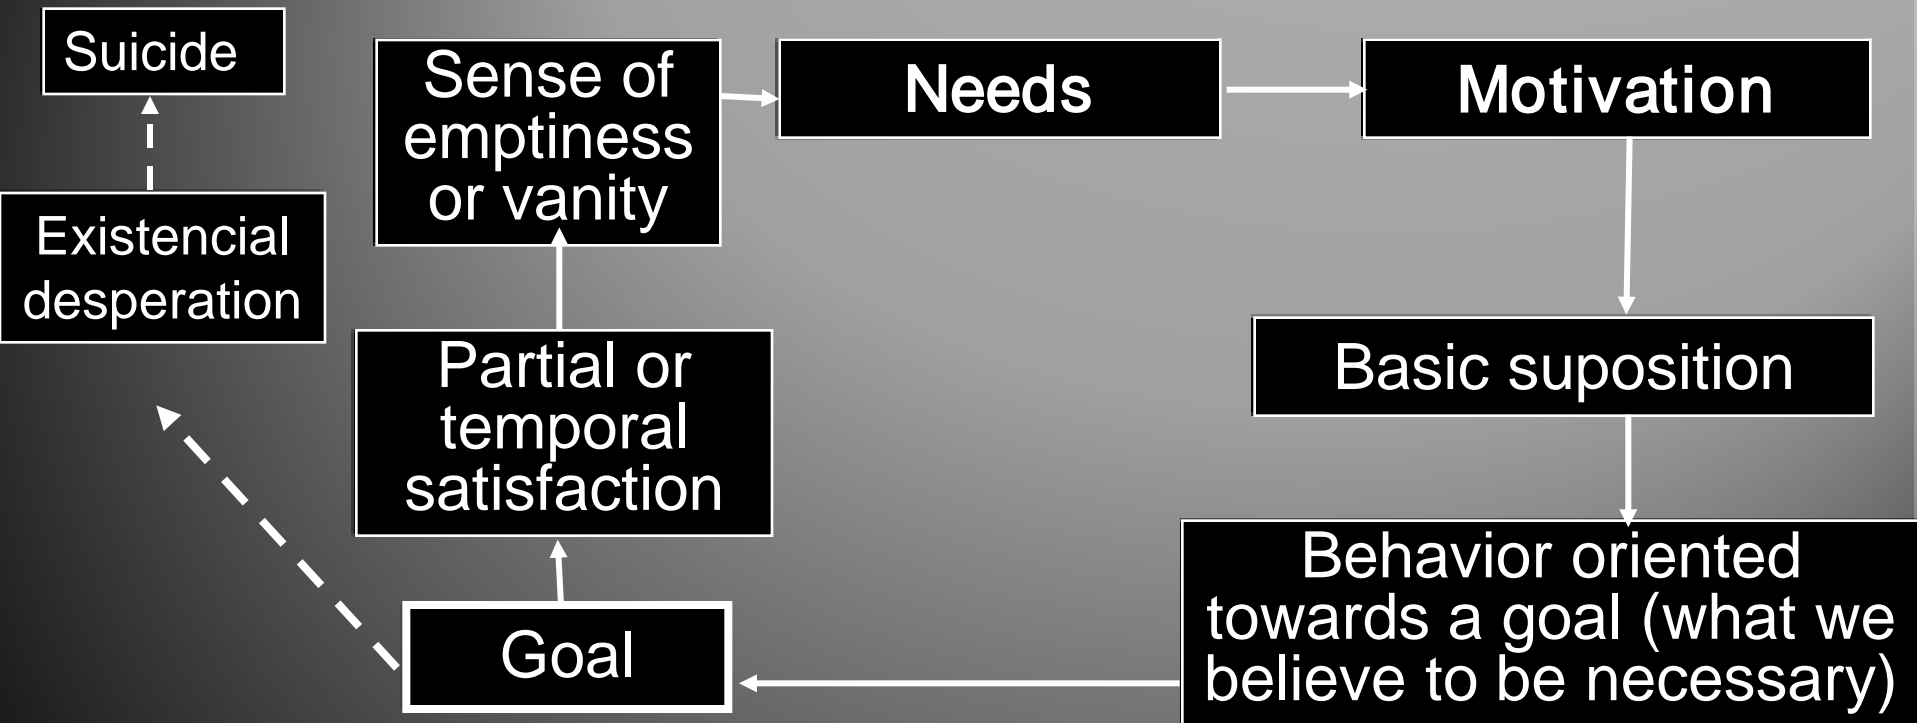 Suicide
Existencial
desperation
Sense of
emptiness
or vanity
Needs
Motivation
Basic suposition
Behavior oriented
towards a goal (what we
believe to be necessary)
Goal
Partial or
temporal
satisfaction